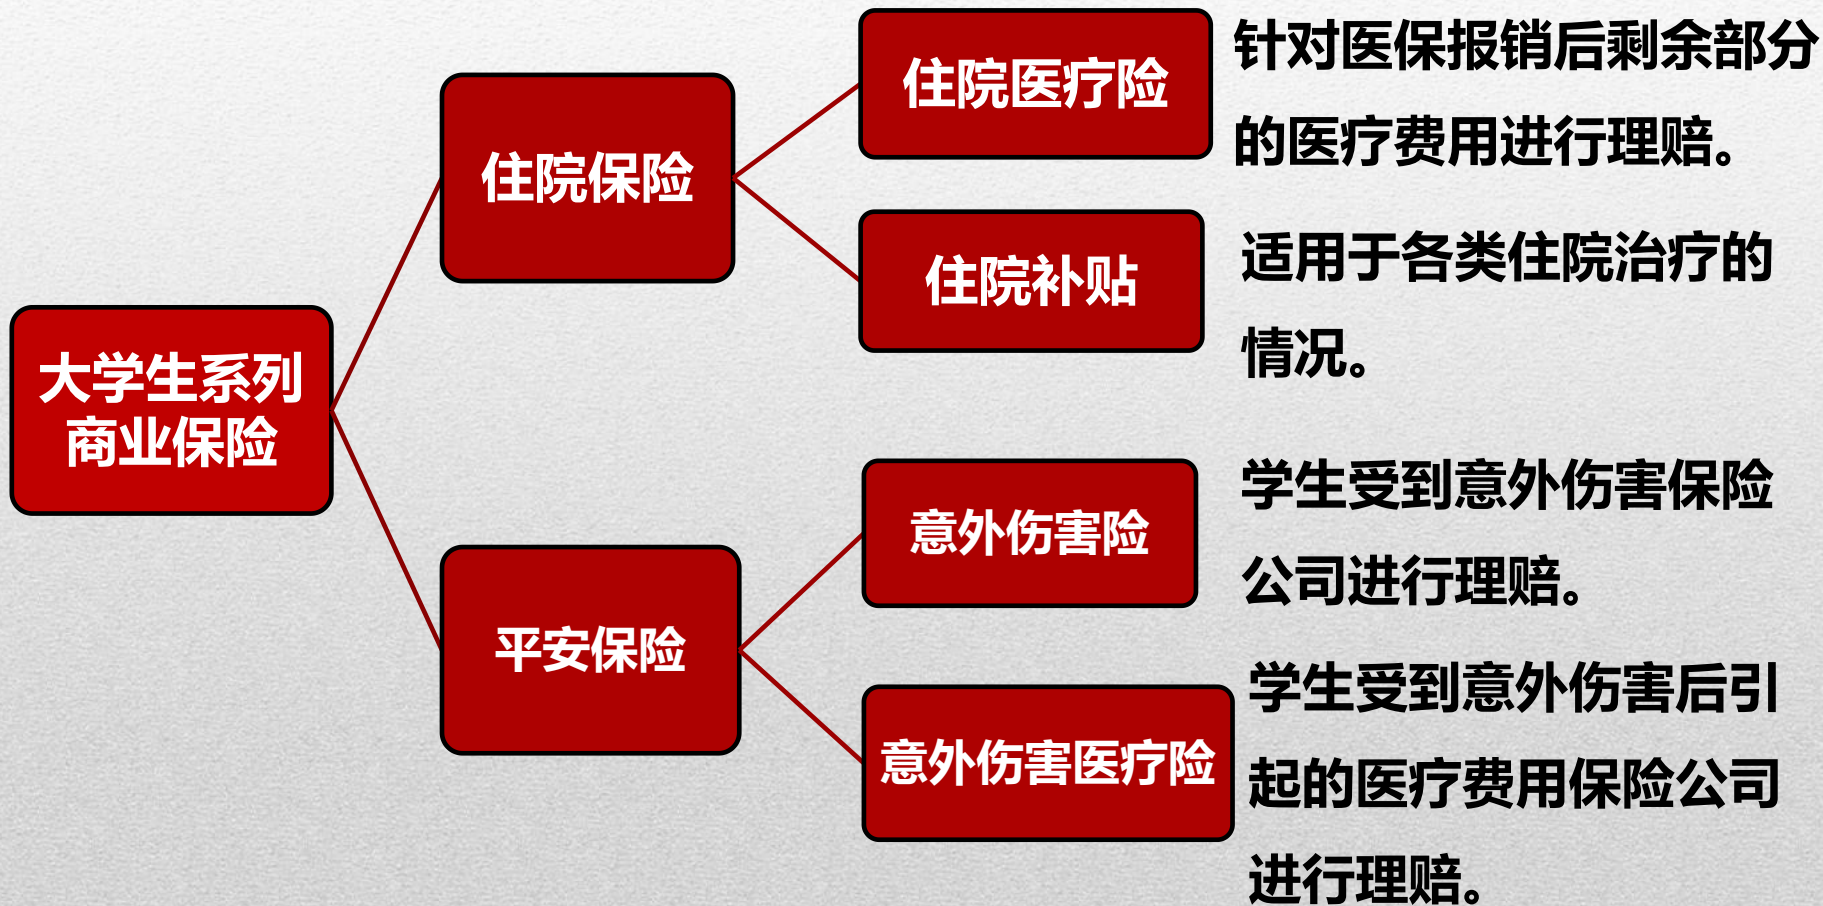 大学生系列
商业保险
住院保险
住院医疗险
针对医保报销后剩余部分
的医疗费用进行理赔。
住院补贴
适用于各类住院治疗的
情况。
平安保险
意外伤害险
学生受到意外伤害保险
公司进行理赔。
意外伤害医疗险
学生受到意外伤害后引
起的医疗费用保险公司
进行理赔。